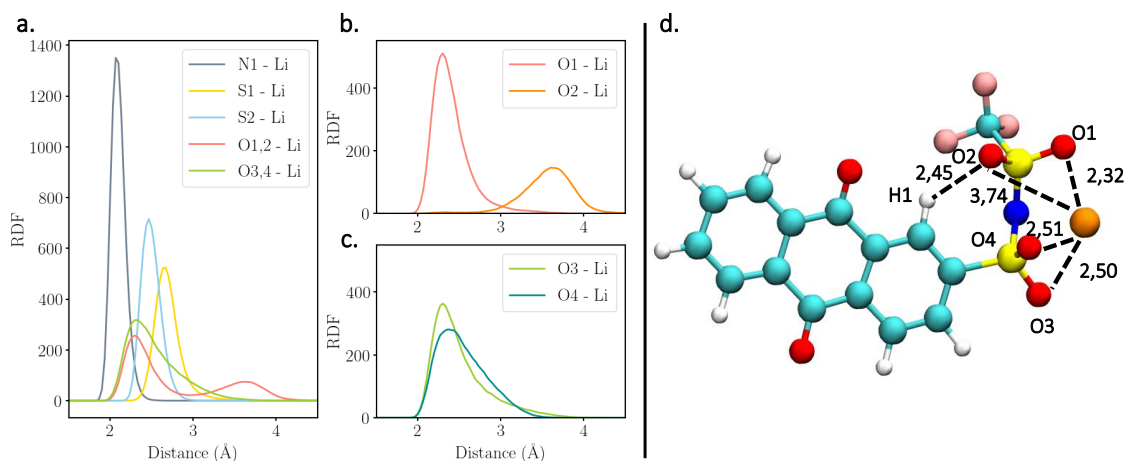 a.
1400
1200
1000
800
600
400
200
0
RDF
N1 - Li
S1 - Li
S2 - Li
O1,2 - Li
O3,4 - Li
2
3
4
Distance (Å)
b.
400
200
0
RDF
O1 - Li
O2 - Li
c.
400
200
0
RDF
O3 - Li
O4 - Li
2
3
4
Distance (Å)
d.
O1
O2
2,45
2,32
H1
3,74
O4
2,51
2,50
O3